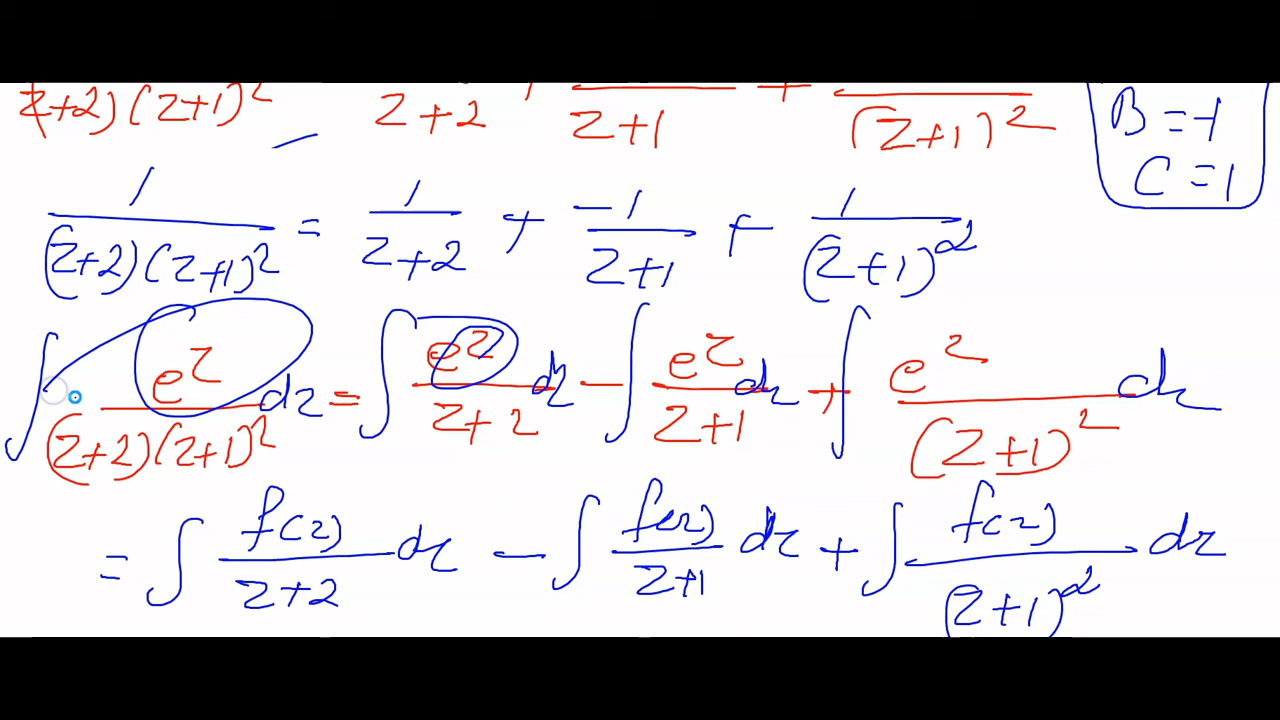 z+2)(z+1)² z+2 + z+1 + (z+1)²
B = -1
C = 1
1/((z+2)(z+1)²) = 1/(z+2) + -1/(z+1) + 1/(z+1)²
∫ e^z/((z+2)(z+1)²) dz = ∫ e^z/(z+2) dz - ∫ e^z/(z+1) dz + ∫ e^z/(z+1)² dz
= ∫ f(z)/(z+2) dz - ∫ f(z)/(z+1) dz + ∫ f(z)/(z+1)² dz